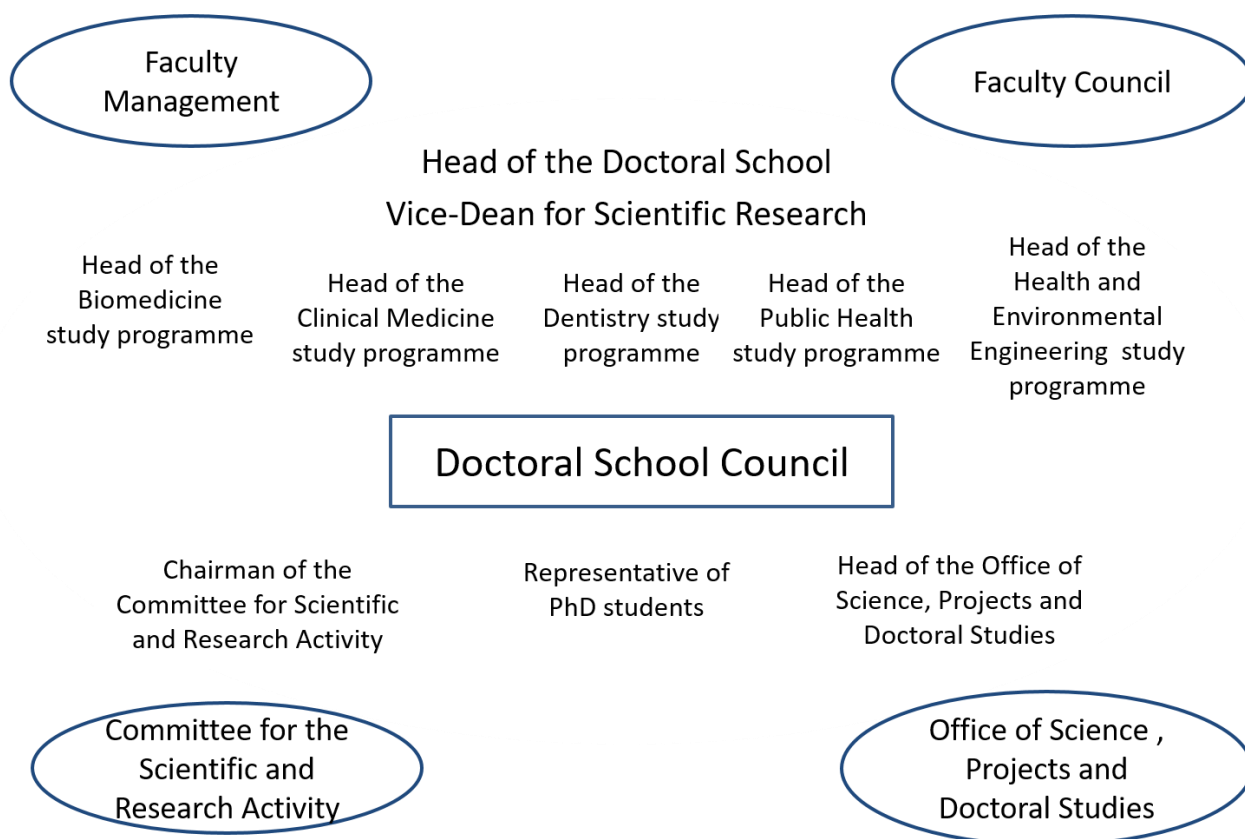 Faculty
Management
Faculty Council
Head of the Doctoral School
Vice-Dean for Scientific Research
Head of the
Biomedicine
study programme
Head of the
Clinical Medicine
study programme
Head of the
Dentistry study
programme
Head of the
Public Health
study programme
Head of the
Health and
Environmental
Engineering study
programme
Doctoral School Council
Chairman of the
Committee for Scientific
and Research Activity
Representative of
PhD students
Head of the Office of
Science, Projects and
Doctoral Studies
Committee for the
Scientific and
Research Activity
Office of Science ,
Projects and
Doctoral Studies